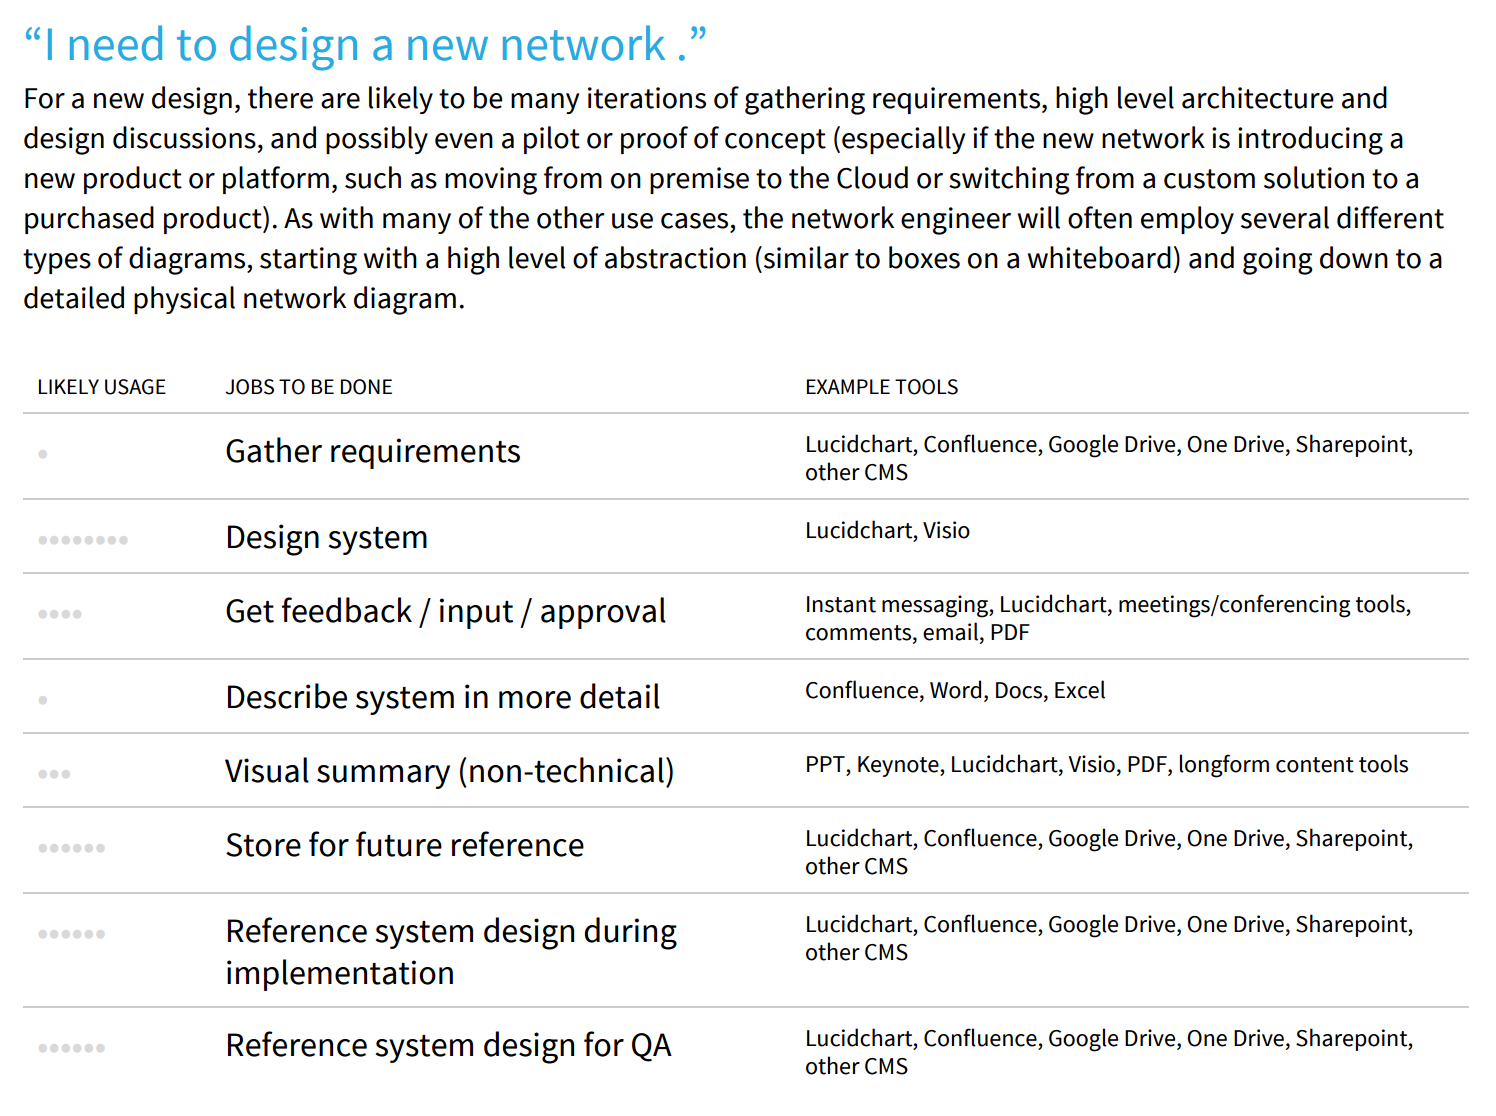 “I need to design a new network .”
For a new design, there are likely to be many iterations of gathering requirements, high level architecture and
design discussions, and possibly even a pilot or proof of concept (especially if the new network is introducing a
new product or platform, such as moving from on premise to the Cloud or switching from a custom solution to a
purchased product). As with many of the other use cases, the network engineer will often employ several different
types of diagrams, starting with a high level of abstraction (similar to boxes on a whiteboard) and going down to a
detailed physical network diagram.
LIKELY USAGE JOBS TO BE DONE EXAMPLE TOOLS
Gather requirements
Lucidchart, Confluence, Google Drive, One Drive, Sharepoint,
other CMS
Design system
Lucidchart, Visio
Get feedback / input / approval
Instant messaging, Lucidchart, meetings/conferencing tools,
comments, email, PDF
Describe system in more detail
Confluence, Word, Docs, Excel
Visual summary (non-technical)
PPT, Keynote, Lucidchart, Visio, PDF, longform content tools
Store for future reference
Lucidchart, Confluence, Google Drive, One Drive, Sharepoint,
other CMS
Reference system design during
implementation
Lucidchart, Confluence, Google Drive, One Drive, Sharepoint,
other CMS
Reference system design for QA
Lucidchart, Confluence, Google Drive, One Drive, Sharepoint,
other CMS